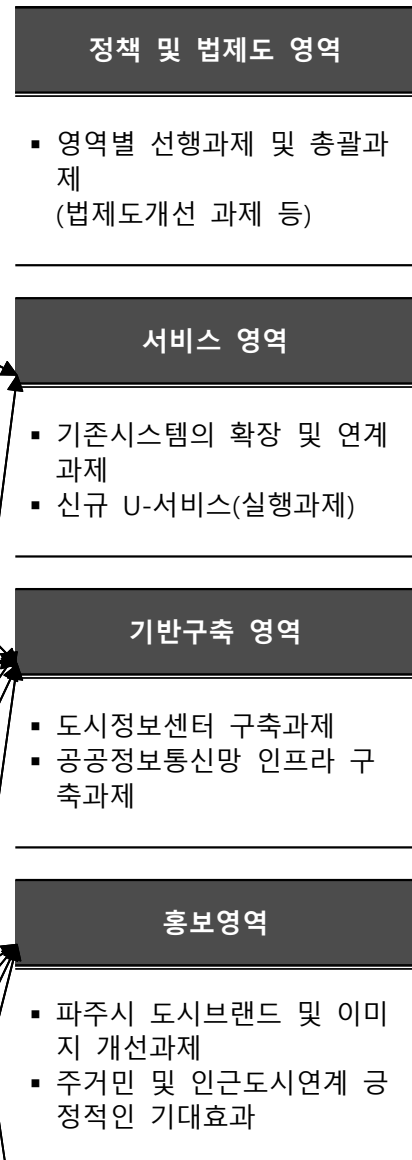 정책 및 법제도 영역
▪ 영역별 선행과제 및 총괄과
제
(법제도개선 과제 등)
서비스 영역
▪ 기존시스템의 확장 및 연계
과제
▪ 신규 U-서비스(실행과제)
기반구축 영역
▪ 도시정보센터 구축과제
▪ 공공정보통신망 인프라 구
축과제
홍보영역
▪ 파주시 도시브랜드 및 이미
지 개선과제
▪ 주거민 및 인근도시연계 긍
정적인 기대효과